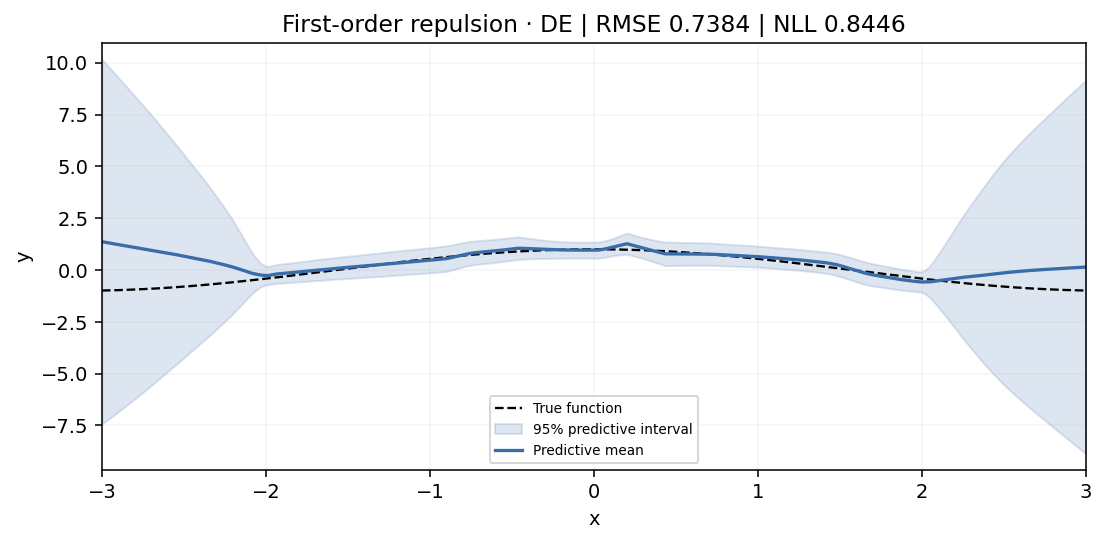 First-order repulsion · DE | RMSE 0.7384 | NLL 0.8446
10.0
7.5
5.0
2.5
0.0
−2.5
−5.0
−7.5
y
True function
95% predictive interval
Predictive mean
−3 −2 −1 0 1 2 3
x